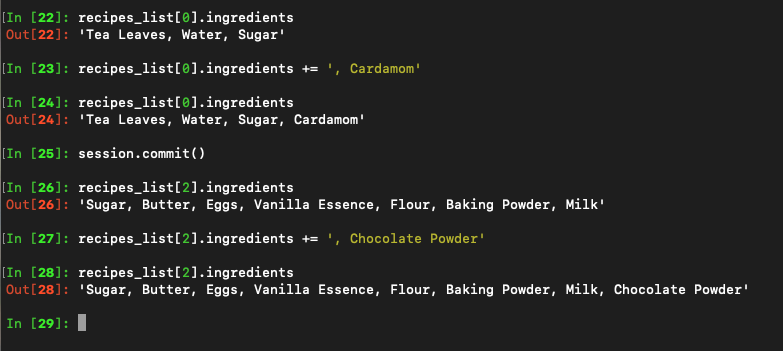 [In [22]: recipes_list[0].ingredients
Out[22]: 'Tea Leaves, Water, Sugar'
[In [23]: recipes_list[0].ingredients += ', Cardamom'
[In [24]: recipes_list[0].ingredients
Out[24]: 'Tea Leaves, Water, Sugar, Cardamom'
[In [25]: session.commit()
[In [26]: recipes_list[2].ingredients
Out[26]: 'Sugar, Butter, Eggs, Vanilla Essence, Flour, Baking Powder, Milk'
[In [27]: recipes_list[2].ingredients += ', Chocolate Powder'
[In [28]: recipes_list[2].ingredients
Out[28]: 'Sugar, Butter, Eggs, Vanilla Essence, Flour, Baking Powder, Milk, Chocolate Powder'
In [29]: